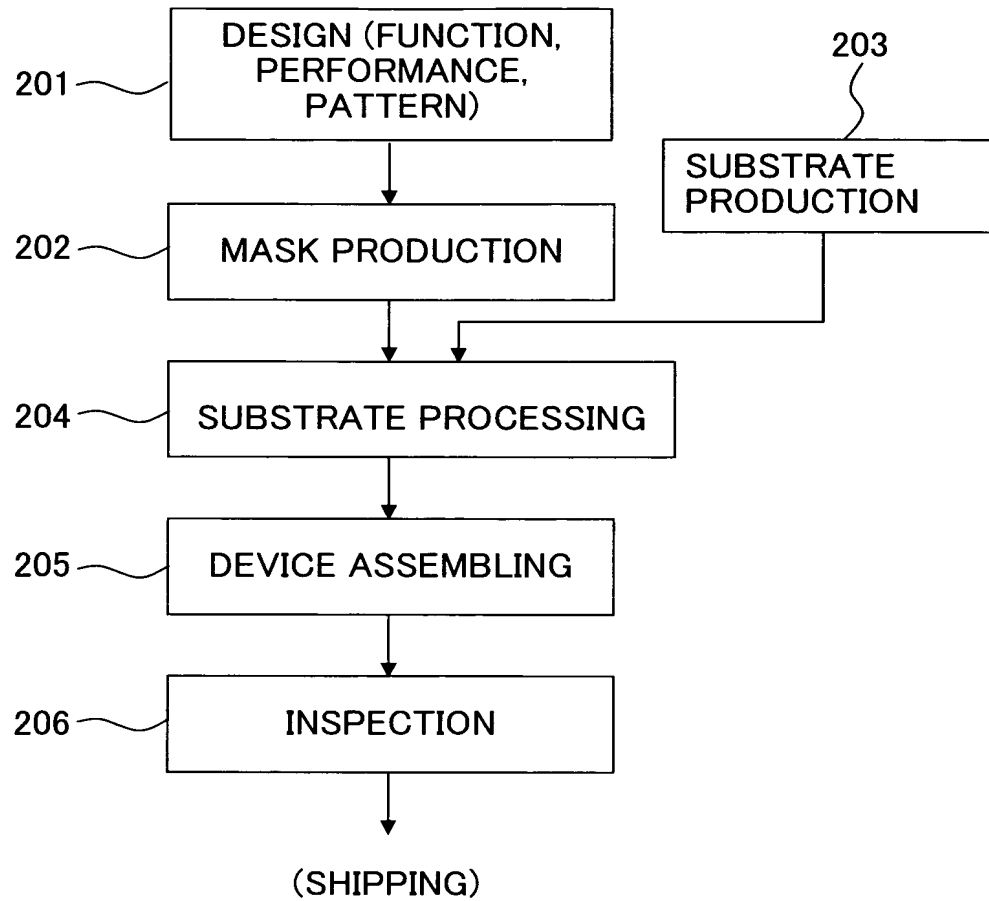 201
DESIGN (FUNCTION,
PERFORMANCE,
PATTERN)
203
SUBSTRATE
PRODUCTION
202
MASK PRODUCTION
204
SUBSTRATE PROCESSING
205
DEVICE ASSEMBLING
206
INSPECTION
(SHIPPING)